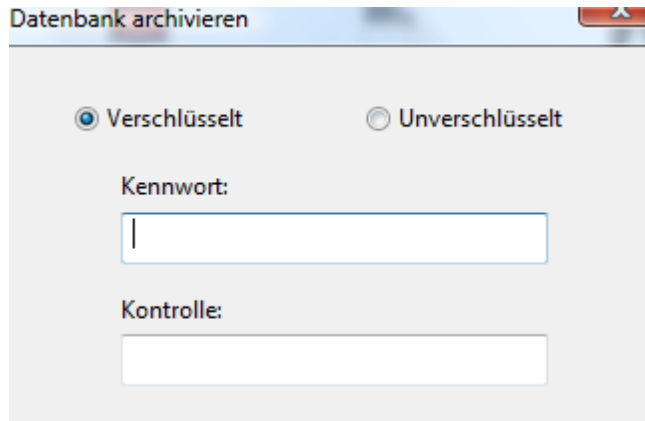 Datenbank archivieren
Verschlüsselt Unverschlüsselt
Kennwort:
Kontrolle: